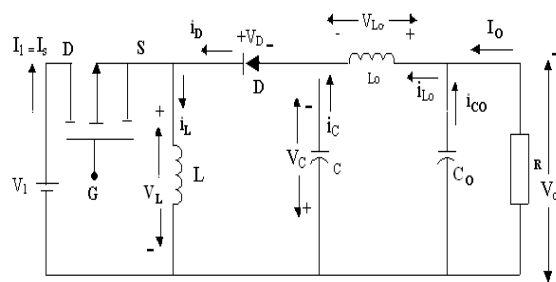 I1 = Is D S iD +VD- - VLo + IO
D Lo iLo iCO
+ iL - iC -
V1 G VL L VC C CO R Vo
- +